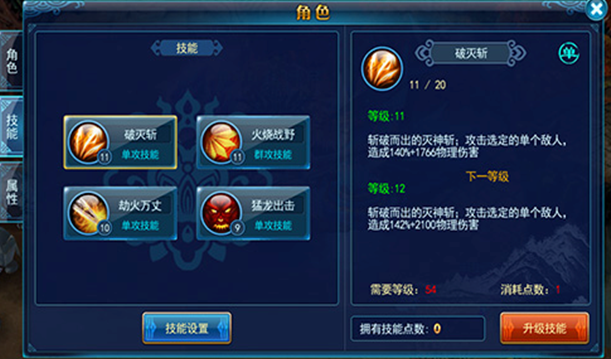 角色
角色
技能
属性
技能
破灭斩
11
单攻技能
火烧战野
11
群攻技能
劫火万丈
10
单攻技能
猛龙出击
9
单攻技能
技能设置
破灭斩
单
11 / 20
等级:11
斩破而出的灭神斩；攻击选定的单个敌人，
造成140%+1766物理伤害
下一等级
等级:12
斩破而出的灭神斩；攻击选定的单个敌人，
造成142%+2100物理伤害
需要等级：54
消耗点数：1
拥有技能点数：0
升级技能